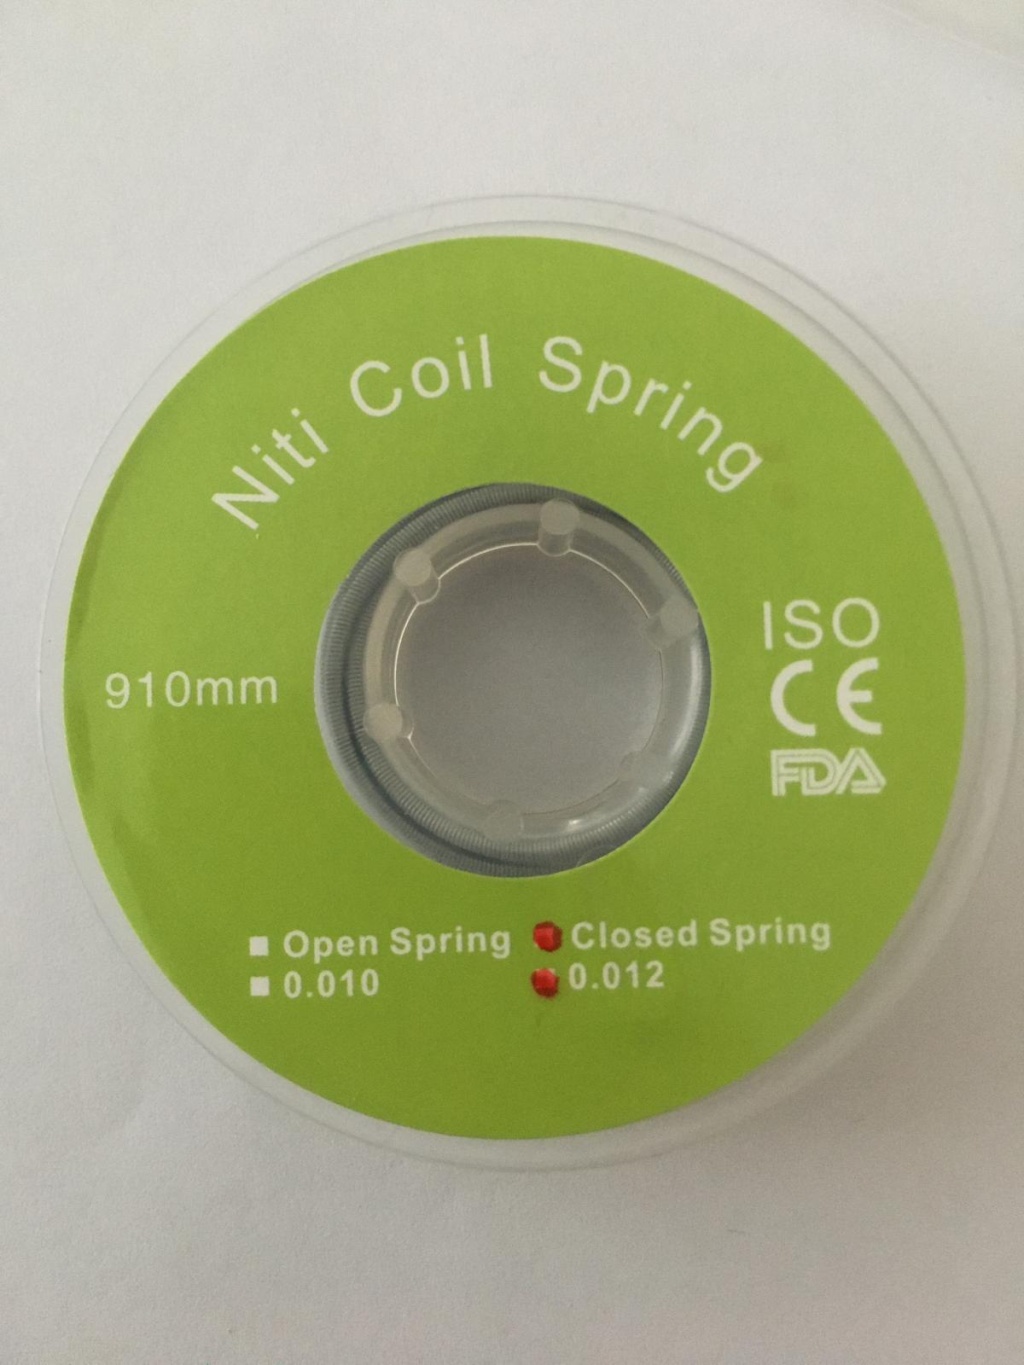 Niti Coil Spring
910mm
ISO
CE
FDA
Open Spring Closed Spring
0.010 0.012